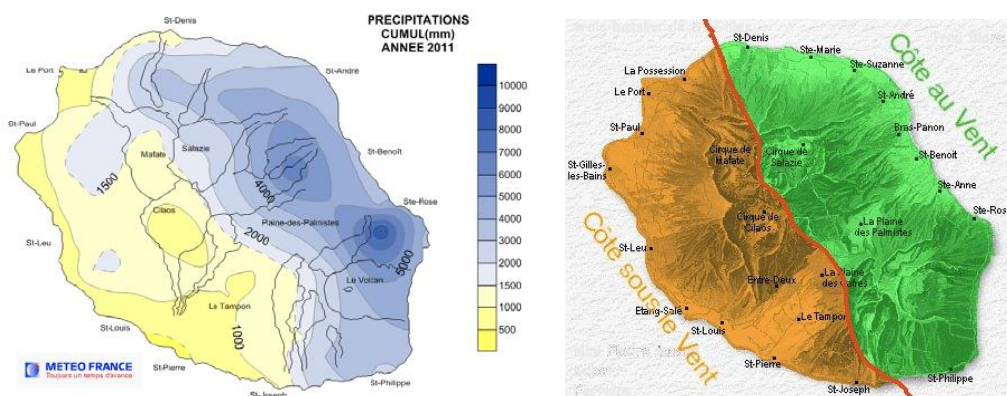 PRECIPITATIONS
CUMUL(mm)
ANNEE 2011
St-Denis
Le Port
St-André
St-Paul
Mafate
Salazie
1500
St-Benoît
4000
Cilaos
Plaine-des-Palmistes
Ste-Rose
2000
St-Leu
5000
Le Volcan
Le Tampon
1000
St-Louis
St-Pierre
St-Philippe
St-Joseph
METEO FRANCE
Toujours un temps d'avance
10000
9000
8000
7000
6000
5000
4000
3000
2000
1500
1000
500
St-Denis
Ste-Marie
Ste-Suzanne
Côte au Vent
La Possession
Le Port
St-André
St-Paul
Bras-Panon
Cirque de
Mafate
Cirque de
Salazie
St-Benoit
St-Gilles-
les-Bains
Ste-Anne
Cirque de
Cilaos
La Plaine
des Palmistes
Ste-Ros
St-Leu
Côte sous le Vent
Entre-Deux
La Plaine
Etang-Salé
St-Louis
Le Tampon
St-Pierre
St-Joseph
St-Philippe